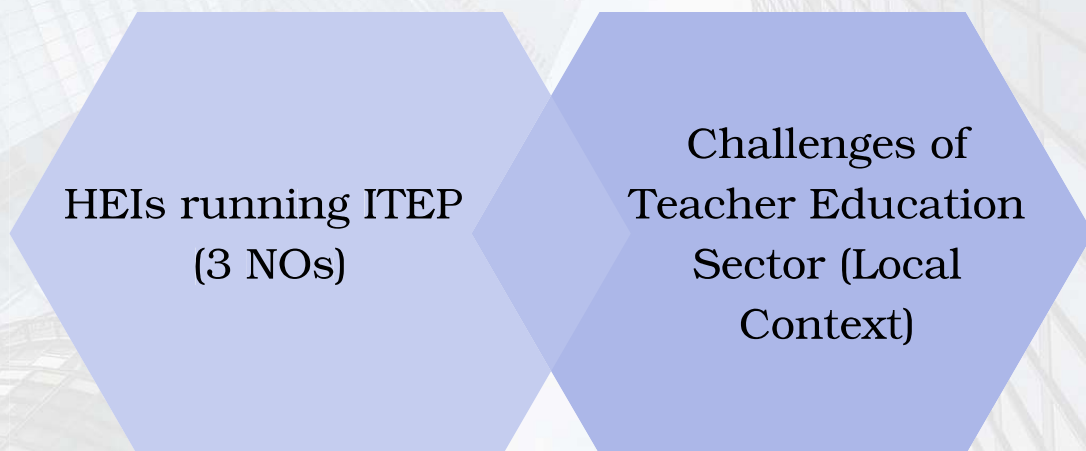 HEIs running ITEP
(3 NOs)
Challenges of
Teacher Education
Sector (Local
Context)